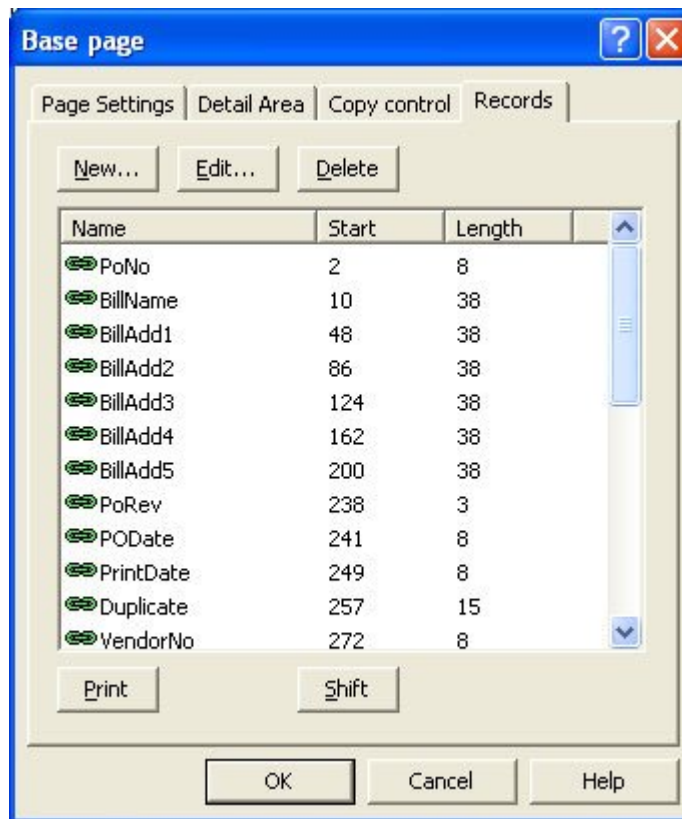 Base page
Page Settings Detail Area Copy control Records
New... Edit... Delete
Name Start Length
PoNo 2 8
BillName 10 38
BillAdd1 48 38
BillAdd2 86 38
BillAdd3 124 38
BillAdd4 162 38
BillAdd5 200 38
PoRev 238 3
PODate 241 8
PrintDate 249 8
Duplicate 257 15
VendorNo 272 8
Print Shift
OK Cancel Help